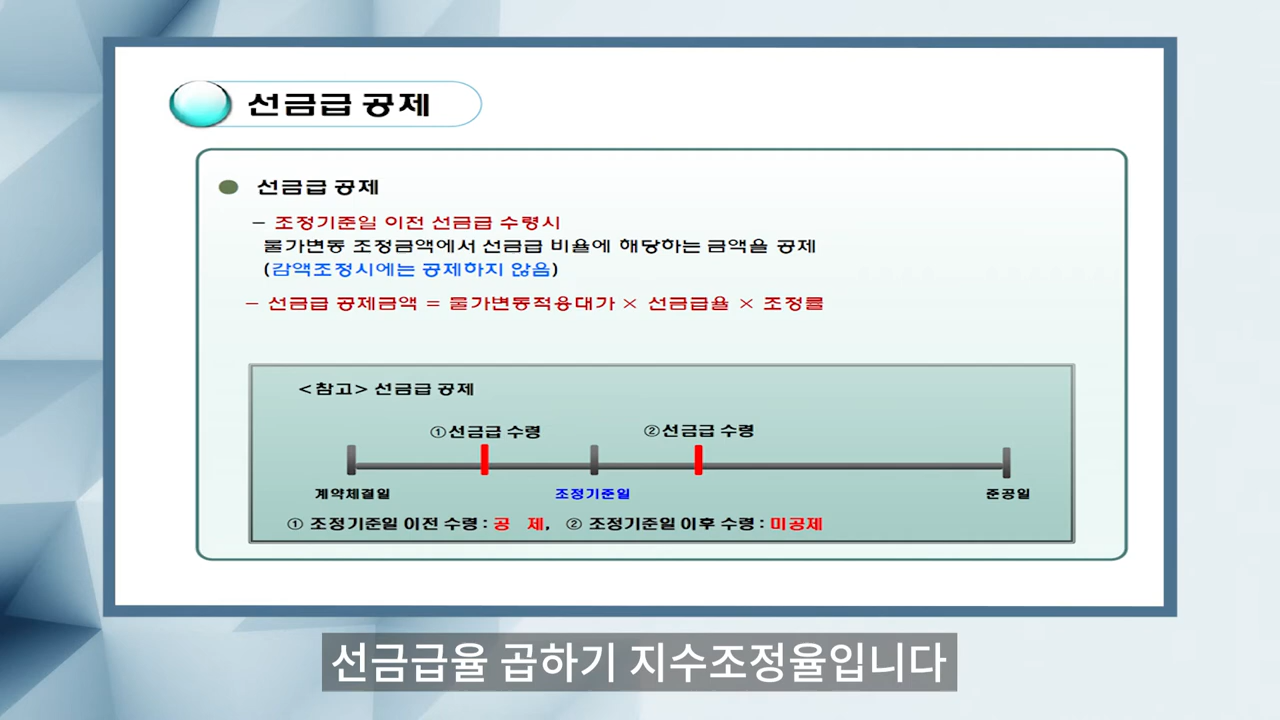 선금급 공제
선금급 공제
- 조정기준일 이전 선금급 수령시
물가변동 조정금액에서 선금급 비율에 해당하는 금액을 공제
(감액조정시에는 공제하지 않음)
- 선금급 공제금액 = 물가변동적용대가 × 선금급율 × 조정률
<참고> 선금급 공제
①선금급 수령 ②선금급 수령
계약체결일 조정기준일 준공일
① 조정기준일 이전 수령 : 공 제, ② 조정기준일 이후 수령 : 미공제
선금급율 곱하기 지수조정율입니다